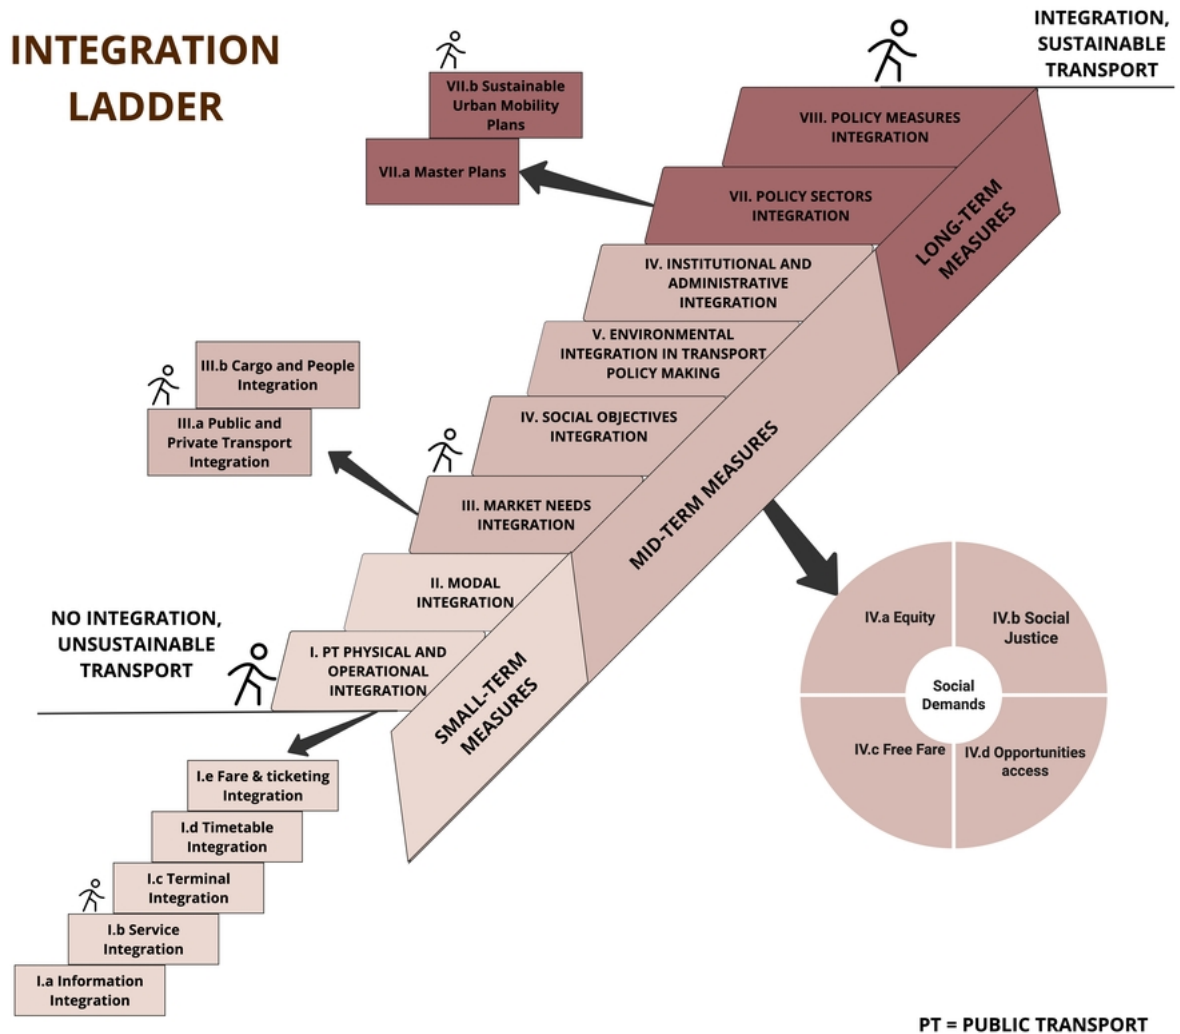 INTEGRATION
LADDER
INTEGRATION,
SUSTAINABLE
TRANSPORT
VII.b Sustainable
Urban Mobility
Plans
VII.a Master Plans
VIII. POLICY MEASURES
INTEGRATION
VII. POLICY SECTORS
INTEGRATION
LONG-TERM
MEASURES
IV. INSTITUTIONAL AND
ADMINISTRATIVE
INTEGRATION
V. ENVIRONMENTAL
INTEGRATION IN TRANSPORT
POLICY MAKING
IV. SOCIAL OBJECTIVES
INTEGRATION
III. MARKET NEEDS
INTEGRATION
MID-TERM MEASURES
III.b Cargo and People
Integration
III.a Public and
Private Transport
Integration
II. MODAL
INTEGRATION
I. PT PHYSICAL AND
OPERATIONAL
INTEGRATION
SMALL-TERM
MEASURES
NO INTEGRATION,
UNSUSTAINABLE
TRANSPORT
IV.a Equity
IV.b Social
Justice
Social
Demands
IV.c Free Fare
IV.d Opportunities
access
I.e Fare & ticketing
Integration
I.d Timetable
Integration
I.c Terminal
Integration
I.b Service
Integration
I.a Information
Integration
PT = PUBLIC TRANSPORT